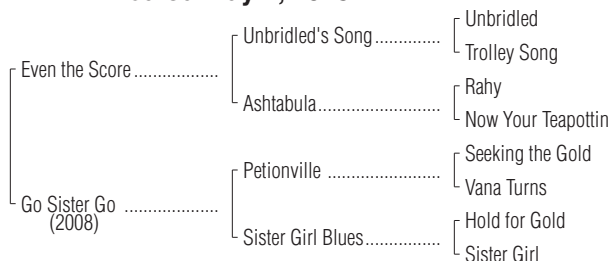 Unbridled
Unbridled's Song
Trolley Song
Even the Score
Rahy
Ashtabula
Now Your Teapottin
Seeking the Gold
Petionville
Vana Turns
Go Sister Go
(2008)
Hold for Gold
Sister Girl Blues
Sister Girl